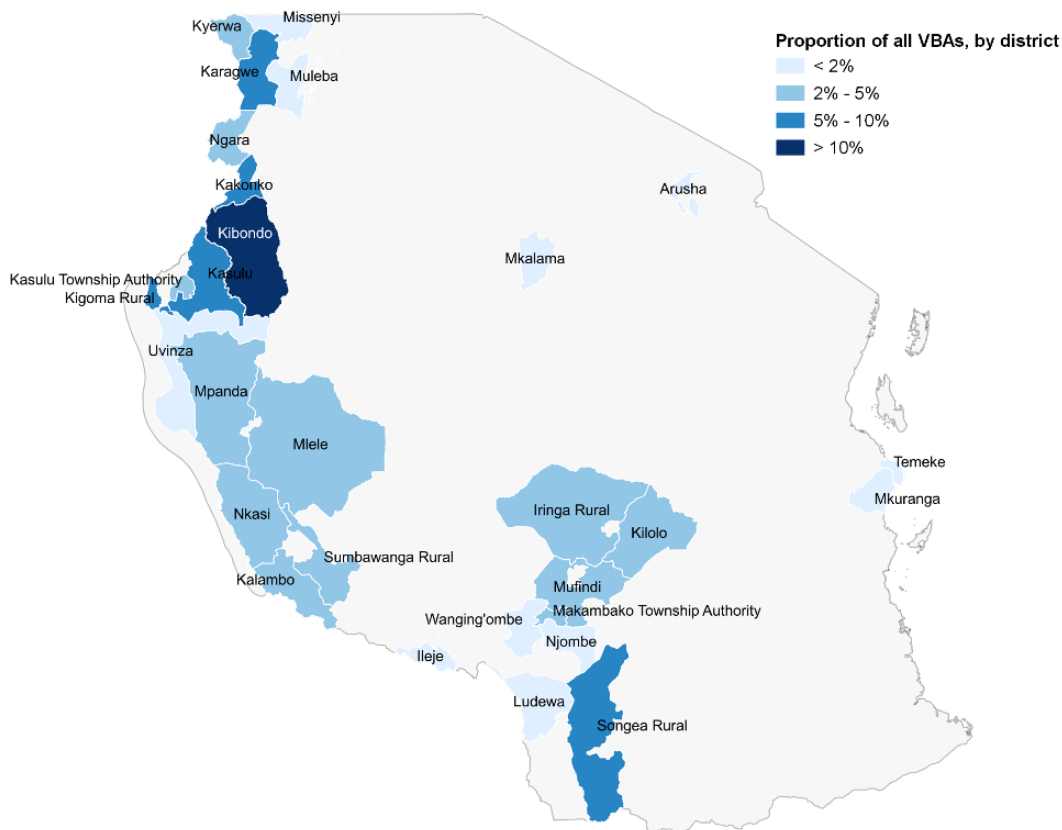 Missenyi
Kyerwa
Proportion of all VBAs, by district
< 2%
2% - 5%
5% - 10%
> 10%
Karagwe
Muleba
Ngara
Kakonko
Arusha
Kibondo
Mkalama
Kasulu Township Authority
Kasulu
Kigoma Rural
Uvinza
Mpanda
Mlele
Temeke
Mkuranga
Nkasi
Iringa Rural
Kilolo
Sumbawanga Rural
Kalambo
Mufindi
Makambako Township Authority
Wanging'ombe
Njombe
Ileje
Ludewa
Songea Rural